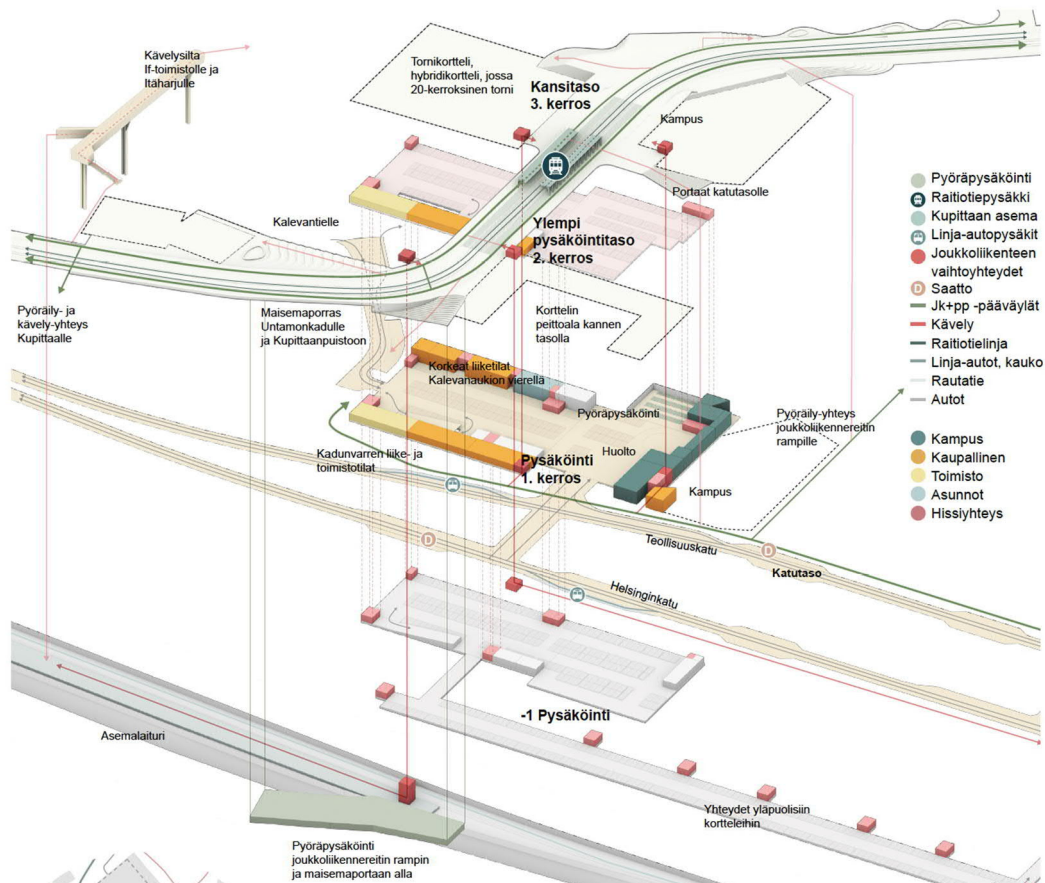 Kävelysilta
If-toimistolle ja
Itäharjulle
Tornikortteli,
hybridikortteli, jossa
20-kerroksinen torni
Kansitaso
3. kerros
Kampus
Portaat katutasolle
Kalevantielle
Ylempi
pysäköintitaso
2. kerros
Pyöräily- ja
kävely-yhteys
Kupittaalle
Maisemaporras
Untamonkadulle
ja Kupittaanpuistoon
Korttelin
peittoala kannen
tasolla
Korkeat liiketilat
Kalevanaukion vierellä
Pyöräpysäköinti
Pyöräily-yhteys
joukkoliikennereitin
rampille
Huolto
Kadunvarren liike- ja
toimistotilat
Pysäköinti
1. kerros
Kampus
Teollisuuskatu
D
D
Katutaso
Helsinginkatu
-1 Pysäköinti
Asemalaituri
Yhteydet yläpuolisiin
kortteleihin
Pyöräpysäköinti
joukkoliikennereitin rampin
ja maisemaportaan alla
Pyöräpysäköinti
Raitiotiepysäkki
Kupittaan asema
Linja-autopysäkit
Joukkoliikenteen
vaihtoyhteydet
D Saatto
Jk+pp -pääväylät
Kävely
Raitiotielinja
Linja-autot, kauko
Rautatie
Autot
Kampus
Kaupallinen
Toimisto
Asunnot
Hissiyhteys